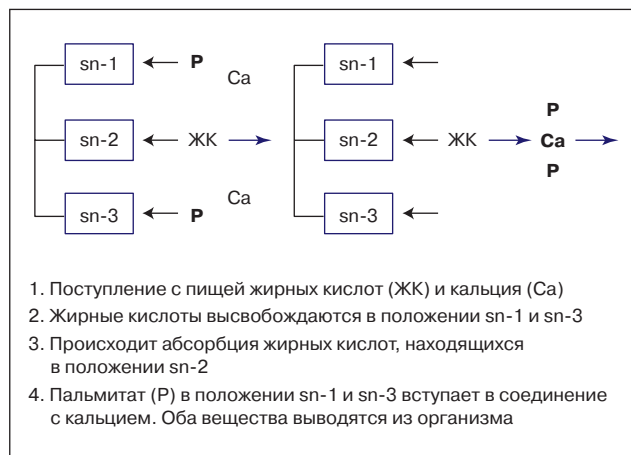 sn-1 P Ca sn-1
P
sn-2 ЖК sn-2 ЖК Ca
P
Ca
sn-3 P sn-3
1. Поступление с пищей жирных кислот (ЖК) и кальция (Ca)
2. Жирные кислоты высвобождаются в положении sn-1 и sn-3
3. Происходит абсорбция жирных кислот, находящихся
в положении sn-2
4. Пальмитат (P) в положении sn-1 и sn-3 вступает в соединение
с кальцием. Оба вещества выводятся из организма